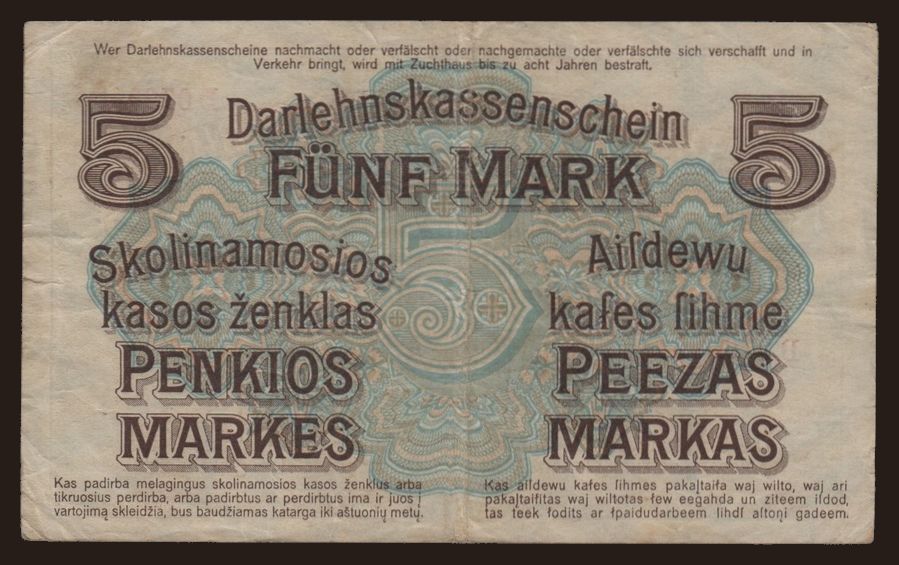 Wer Darlehnskassenscheine nachmacht oder verfälscht oder nachgemachte oder verfälschte sich verschafft und in
Verkehr bringt, wird mit Zuchthaus bis zu acht Jahren bestraft.
5 Darlehnskassenschein 5
FÜNF MARK
Skolinamosios
kasos ženklas
PENKIOS
MARKES
Kas padirba melagingus skolinamosios kasos ženklus arba
tikruosius perdirba, arba padirbtus ar perdirbtus ima ir juos į
vartojimą skleidžia, bus baudžiamas katarga iki aštuonių metų.
Aiſdewu
kaſes ſihme
PEEZAS
MARKAS
Kas aiſdewu kaſes ſihmes pakaļtaiſa waj wilto, waj ari
pakaļtaiſitas waj wiltotas ſew eegahda un ziteem iſdod,
tas teek ſodits ar ſpaidudarbeem lihdſ aſtoņi gadeem.
5